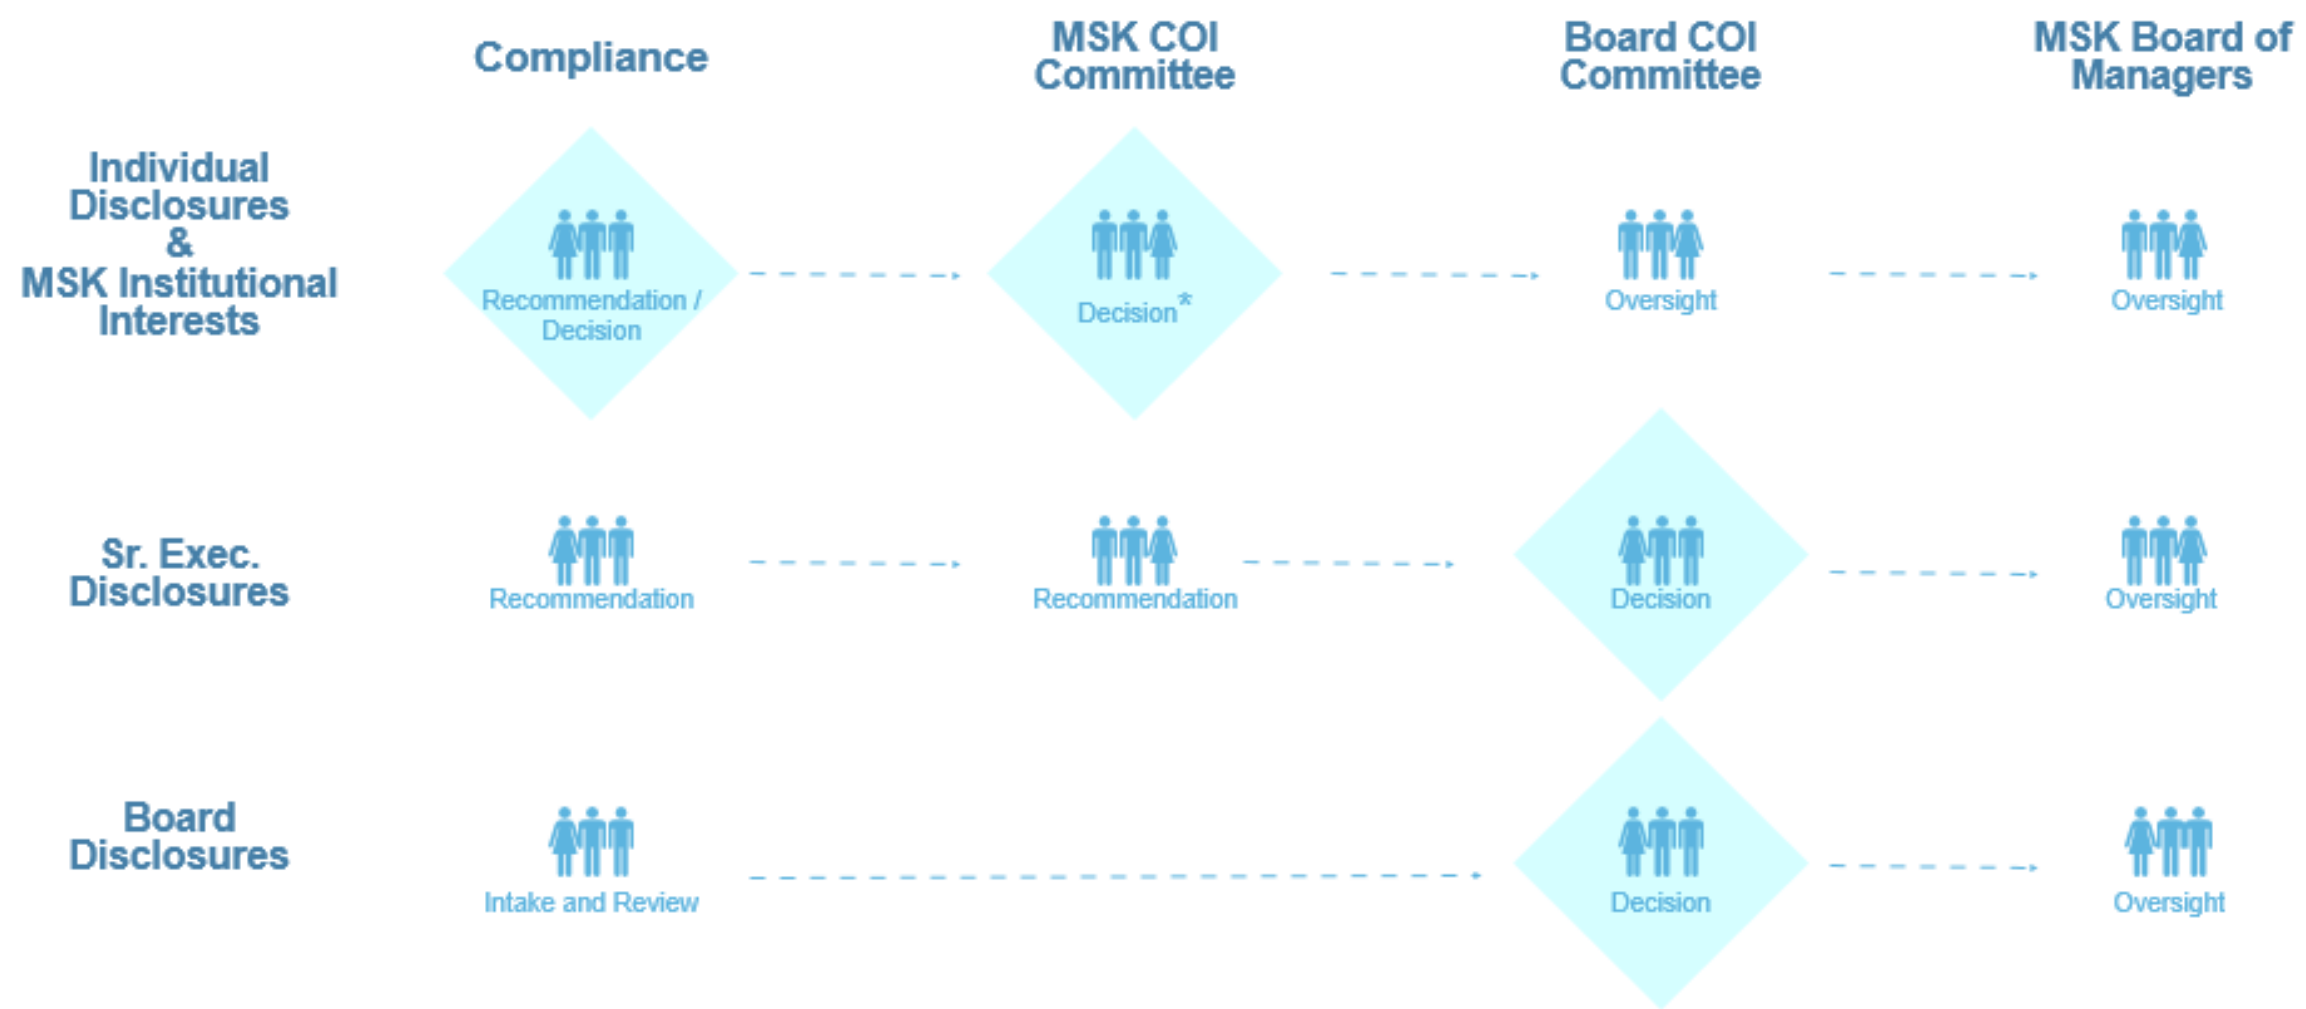 Compliance
MSK COI
Committee
Board COI
Committee
MSK Board of
Managers
Individual
Disclosures
&
MSK Institutional
Interests
Recommendation /
Decision
Decision*
Oversight
Oversight
Sr. Exec.
Disclosures
Recommendation
Recommendation
Decision
Oversight
Board
Disclosures
Intake and Review
Decision
Oversight